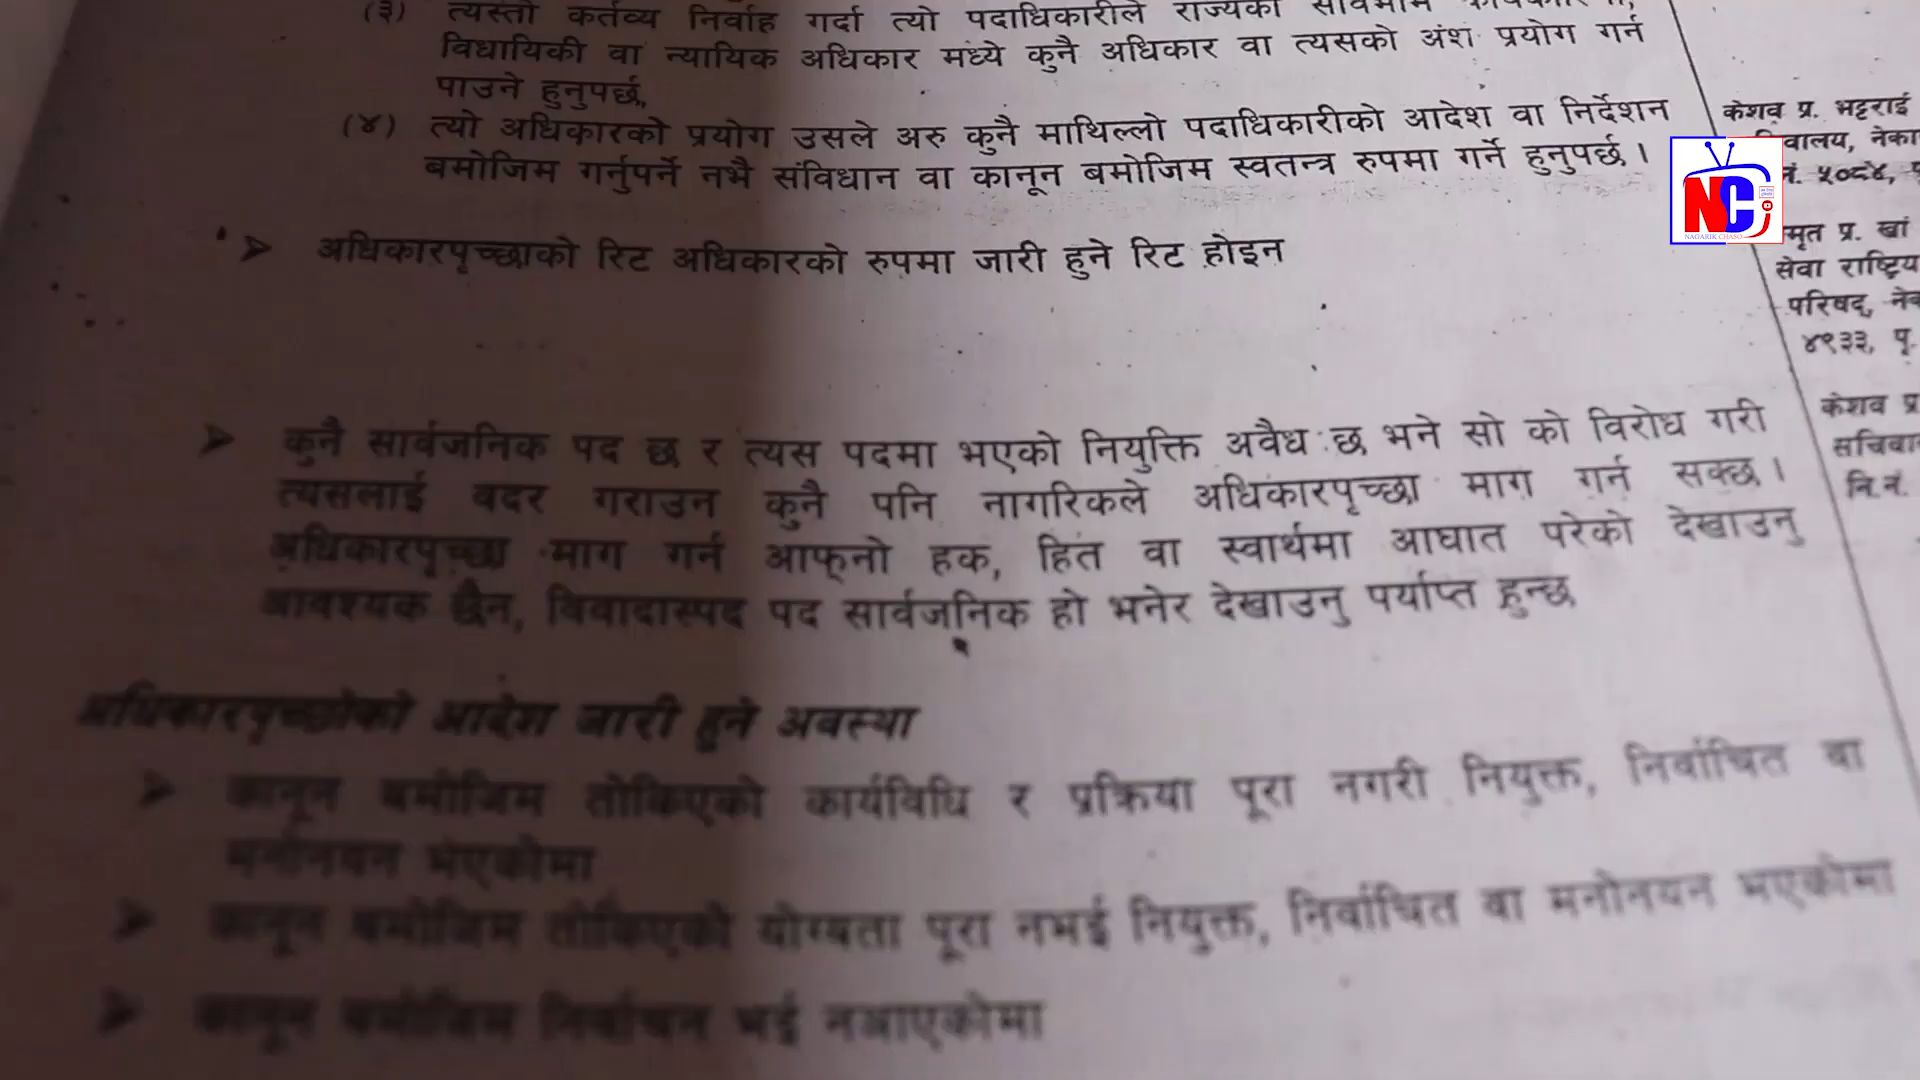 (३) त्यस्तो कर्तव्य निर्वाह गर्दा त्यो पदाधिकारीले राज्यको
विधायिकी वा न्यायिक अधिकार मध्ये कुनै अधिकार वा त्यसको अंश प्रयोग गर्न
पाउने हुनुपर्छ,
(४) त्यो अधिकारको प्रयोग उसले अरु कुनै माथिल्लो पदाधिकारीको आदेश वा निर्देशन
बमोजिम गर्नुपर्ने नभै संविधान वा कानून बमोजिम स्वतन्त्र रुपमा गर्ने हुनुपर्छ ।
➢ अधिकारपृच्छाको रिट अधिकारको रुपमा जारी हुने रिट होइन
➢ कुनै सार्वजनिक पद छ र त्यस पदमा भएको नियुक्ति अवैध छ भने सो को विरोध गरी
त्यसलाई वदर गराउन कुनै पनि नागरिकले अधिकारपृच्छा माग गर्न सक्छ ।
अधिकारपृच्छा माग गर्न आफ्नो हक, हित वा स्वार्थमा आघात परेको देखाउनु
आवश्यक छैन, विवादास्पद पद सार्वजनिक हो भनेर देखाउनु पर्याप्त हुन्छ
अधिकारपृच्छाको आदेश जारी हुने अवस्था
➢ कानून बमोजिम तोकिएको कार्यविधि र प्रक्रिया पूरा नगरी नियुक्त, निर्वाचित वा
मनोनयन भएकोमा
➢ कानून बमोजिम तोकिएको योग्यता पूरा नभई नियुक्त, निर्वाचित वा मनोनयन भएकोमा
➢ कानून बमोजिम निर्वाचन भई नआएकोमा
केशव प्र. भट्टराई
वालय, नेका
नं. ५०८४,
NC
NAGARIK CHASO
मृत प्र. खां
सेवा राष्ट्रिय
परिषद्, नेक
४९३३, पृ.
केशव प्र
सचिवा
नि.नं.